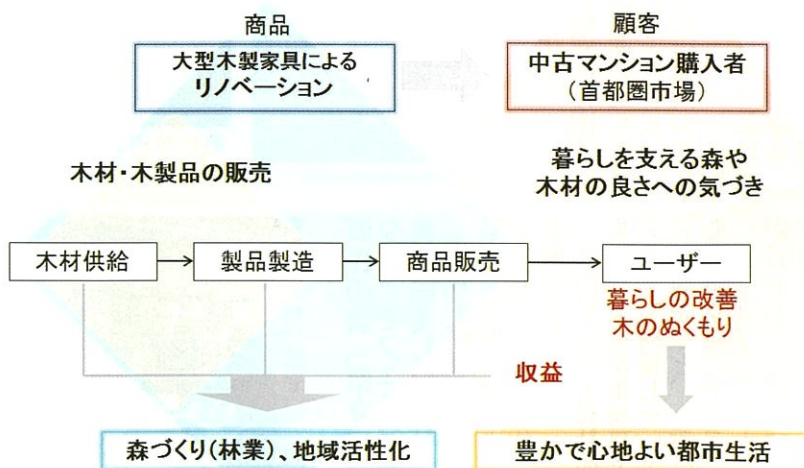 商品
顧客
大型木製家具による
リノベーション
中古マンション購入者
（首都圏市場）
木材・木製品の販売
暮らしを支える森や
木材の良さへの気づき
木材供給
製品製造
商品販売
ユーザー
暮らしの改善
木のぬくもり
収益
森づくり（林業）、地域活性化
豊かで心地よい都市生活